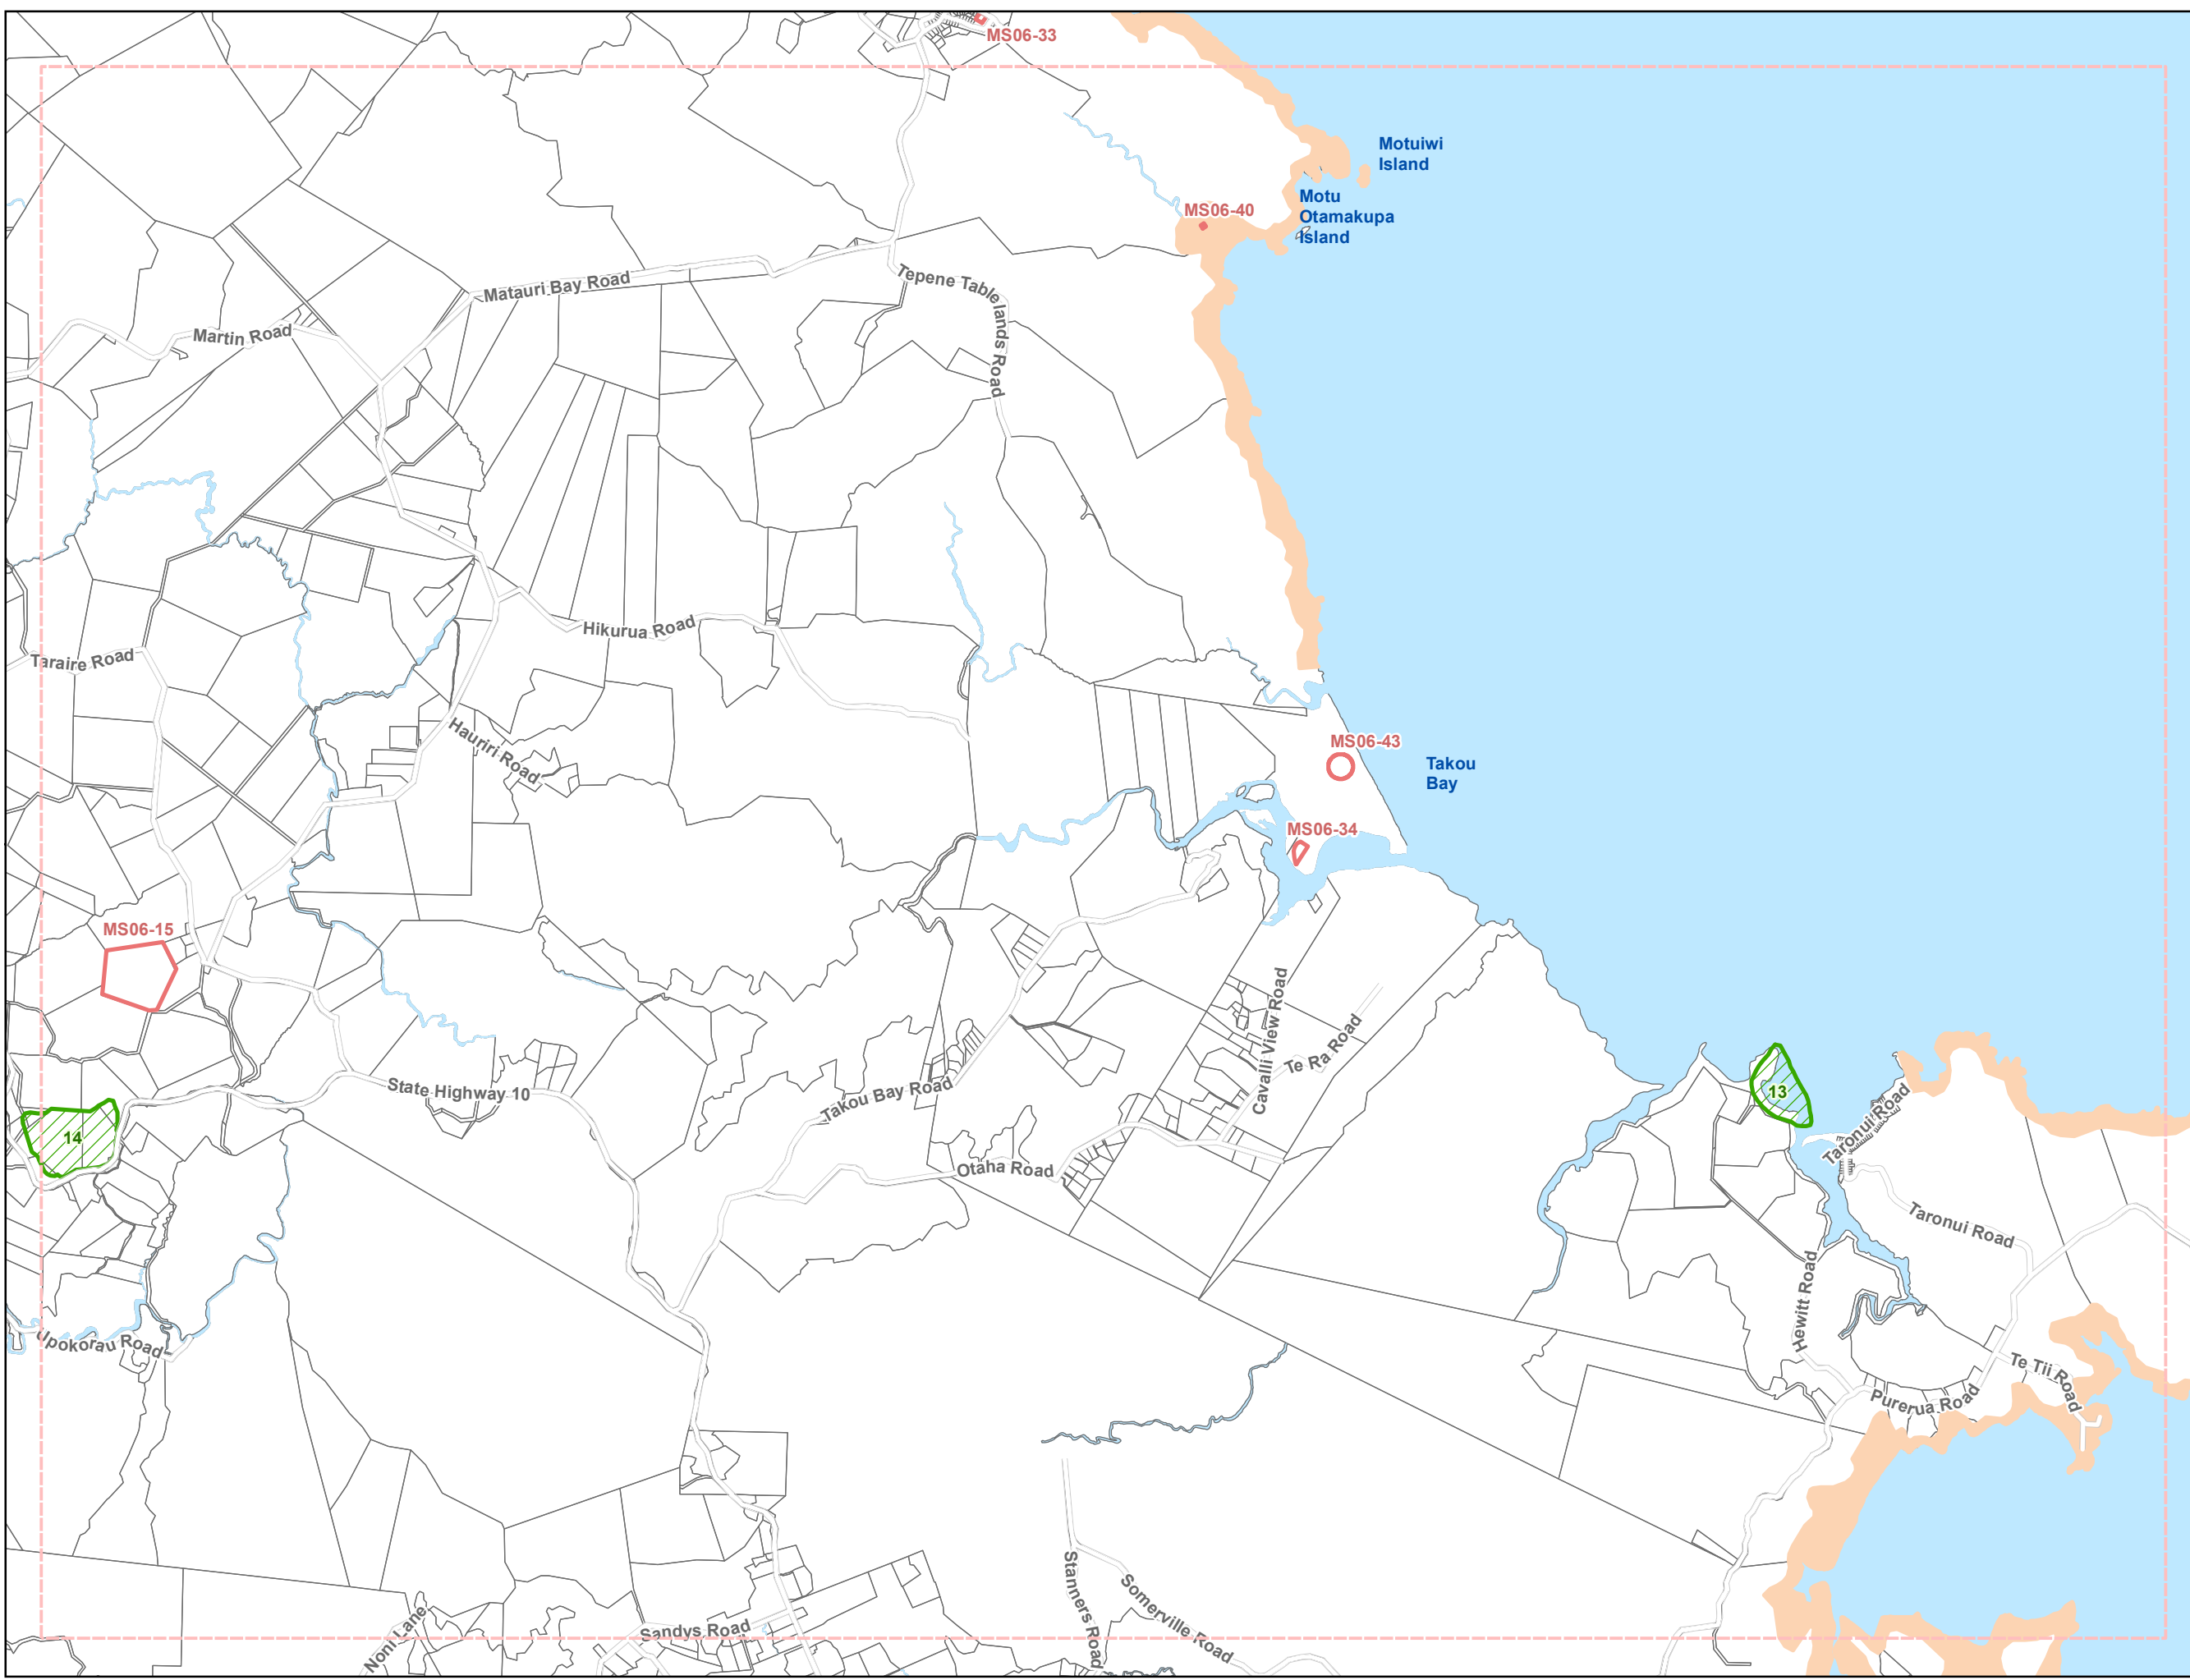 MS06-33
Motuiwi
Island
MS06-40
Motu
Otamakupa
Island
Tepene Tablelands Road
Matauri Bay Road
Martin Road
Hikurua Road
Taraire Road
Hauriri Road
MS06-43
Takou
Bay
MS06-34
MS06-15
Cavalli View Road
Te Ra Road
State Highway 10
Takou Bay Road
13
Taronui Road
14
Otaha Road
Taronui Road
Hewitt Road
Upokorau Road
Te Tii Road
Purerua Road
Stanners Road
Somerville Road
Nomi Lane
Sandys Road